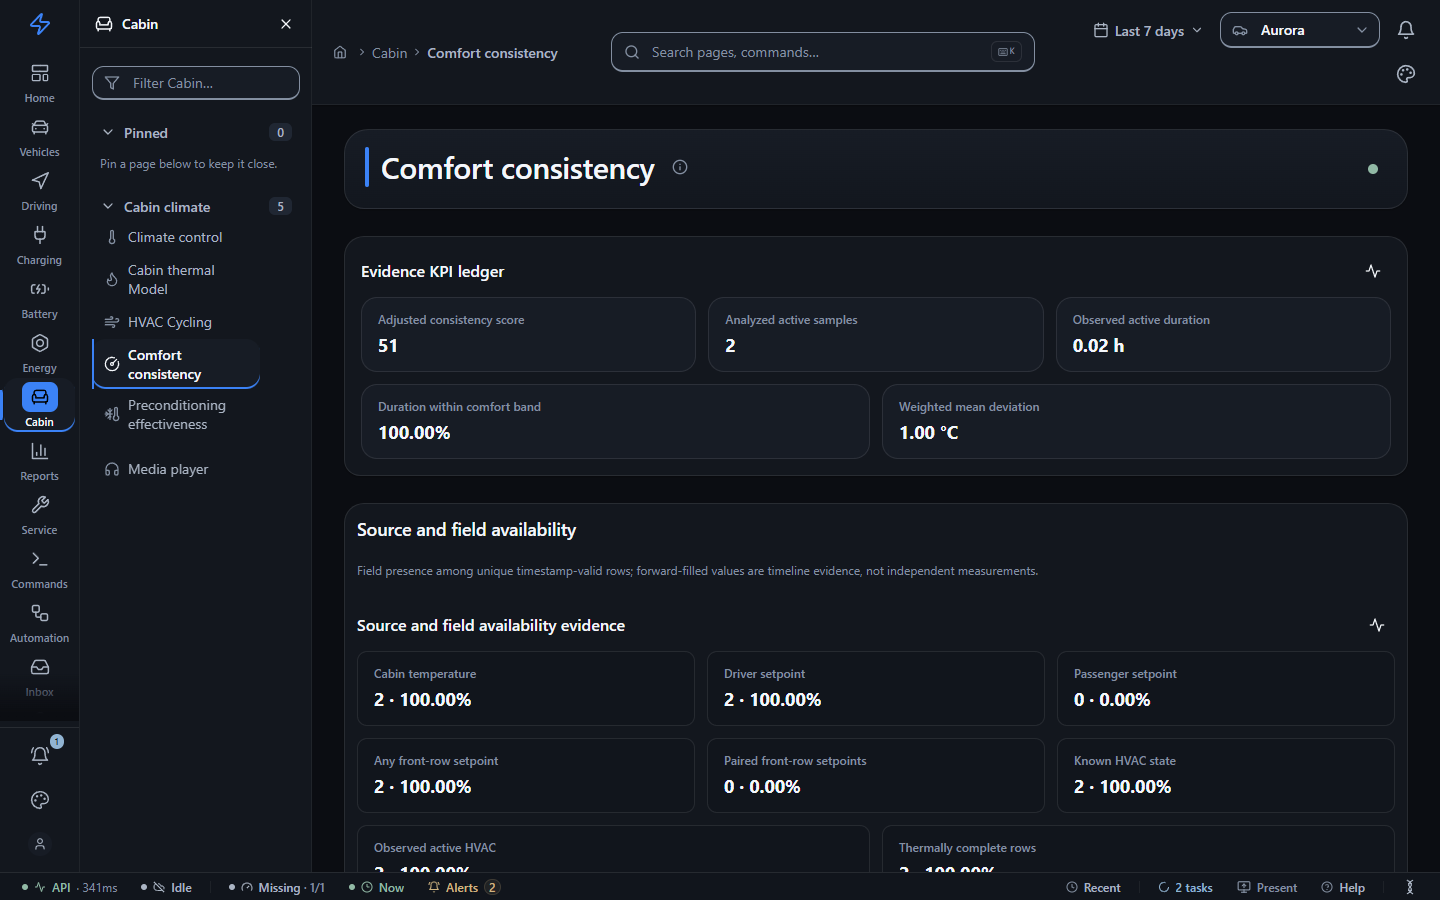 Home
Vehicles
Driving
Charging
Battery
Energy
Cabin
Reports
Service
Commands
Automation
Inbox
1
Cabin
Filter Cabin...
Pinned 0
Pin a page below to keep it close.
Cabin climate 5
Climate control
Cabin thermal
Model
HVAC Cycling
Comfort
consistency
Preconditioning
effectiveness
Media player
Cabin
Comfort consistency
Search pages, commands...
K
Last 7 days
Aurora
Comfort consistency
Evidence KPI ledger
Adjusted consistency score
51
Analyzed active samples
2
Observed active duration
0.02 h
Duration within comfort band
100.00%
Weighted mean deviation
1.00 °C
Source and field availability
Field presence among unique timestamp-valid rows; forward-filled values are timeline evidence, not independent measurements.
Source and field availability evidence
Cabin temperature
2 · 100.00%
Driver setpoint
2 · 100.00%
Passenger setpoint
0 · 0.00%
Any front-row setpoint
2 · 100.00%
Paired front-row setpoints
0 · 0.00%
Known HVAC state
2 · 100.00%
Observed active HVAC
2 · 100.00%
Thermally complete rows
2 · 100.00%
API · 341ms
Idle
Missing · 1/1
Now
Alerts 2
Recent
2 tasks
Present
Help